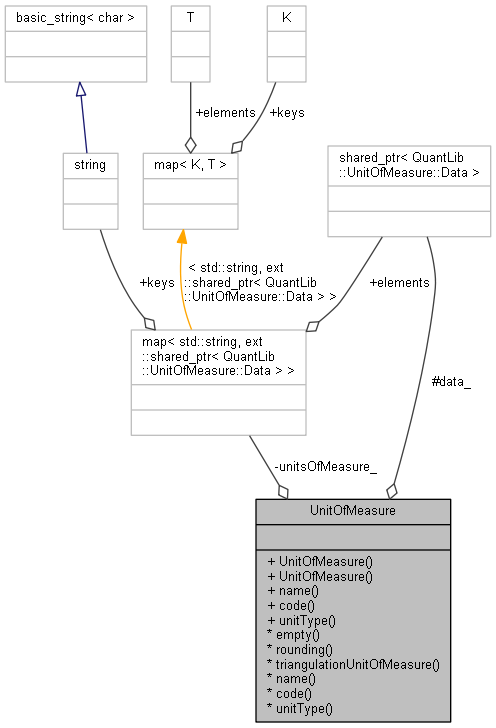 basic_string< char >
T
K
+elements
+keys
string
map< K, T >
shared_ptr< QuantLib
::UnitOfMeasure::Data >
+keys
< std::string, ext
::shared_ptr< QuantLib
::UnitOfMeasure::Data > >
+elements
map< std::string, ext
::shared_ptr< QuantLib
::UnitOfMeasure::Data > >
#data_
-unitsOfMeasure_
UnitOfMeasure
+ UnitOfMeasure()
+ UnitOfMeasure()
+ name()
+ code()
+ unitType()
* empty()
* rounding()
* triangulationUnitOfMeasure()
* name()
* code()
* unitType()